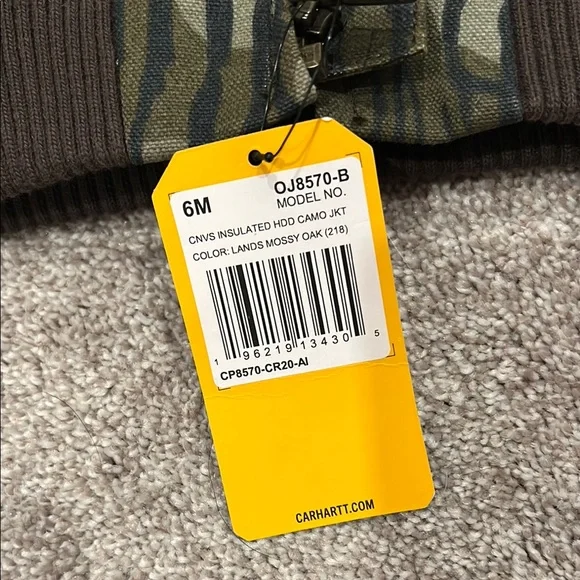 6M OJ8570-B
MODEL NO.
CNVS INSULATED HDD CAMO JKT
COLOR: LANDS MOSSY OAK (218)
1 96219 13430 5
CP8570-CR20-AI
CARHARTT.COM